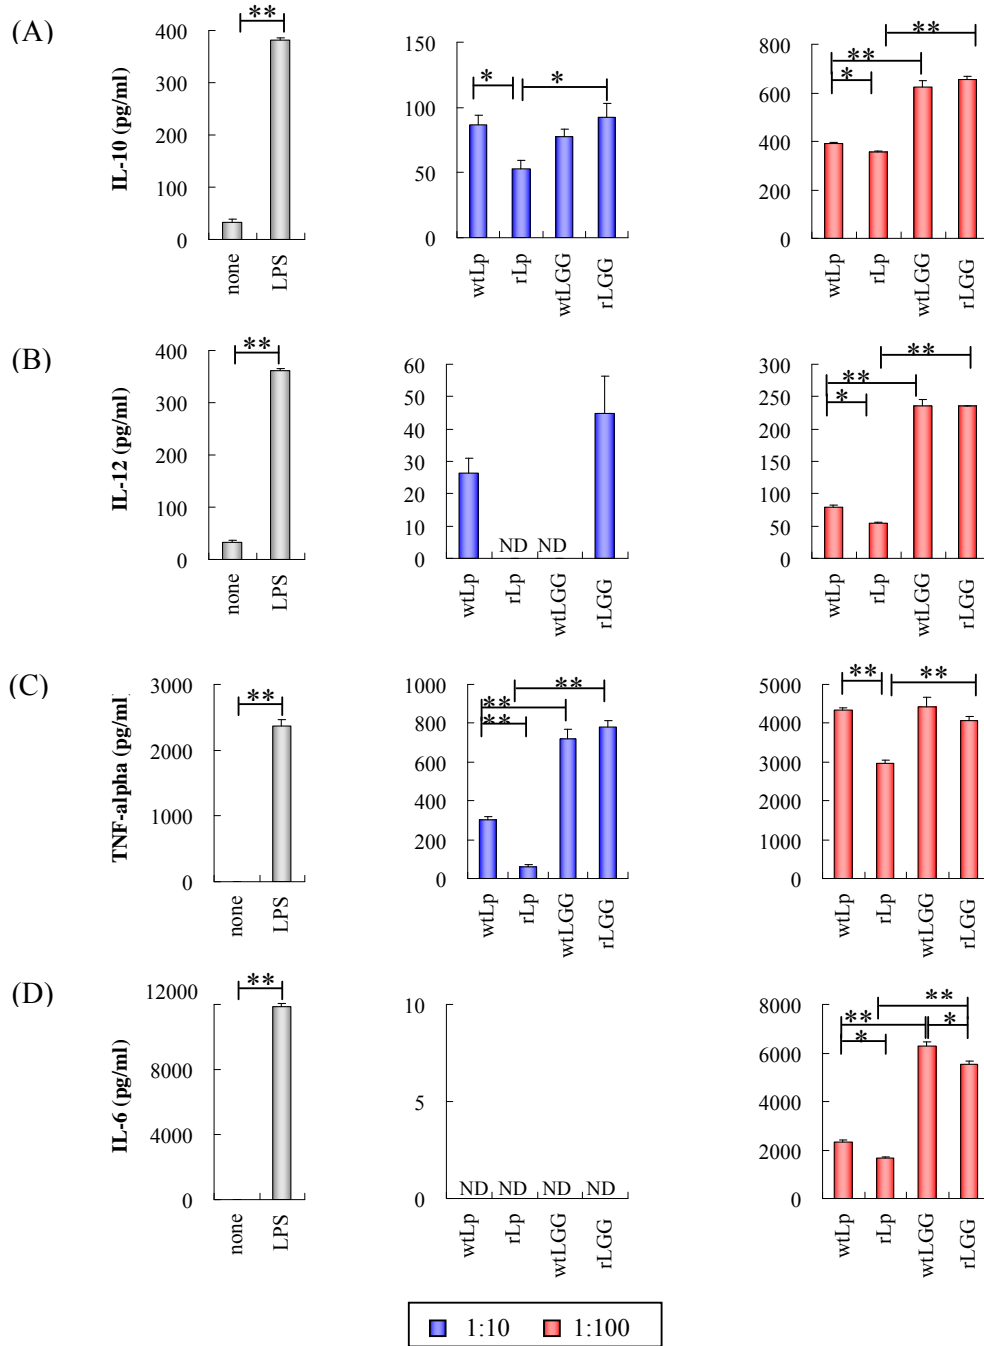 (A)
IL-10 (pg/ml)
400
300
200
100
0
**
none
LPS
150
100
50
0
*
*
wtLp
rLp
wtLGG
rLGG
800
600
400
200
0
**
**
*
wtLp
rLp
wtLGG
rLGG
(B)
IL-12 (pg/ml)
400
300
200
100
0
**
none
LPS
60
50
40
30
20
10
0
ND
ND
wtLp
rLp
wtLGG
rLGG
300
250
200
150
100
50
0
**
**
*
wtLp
rLp
wtLGG
rLGG
(C)
TNF-alpha (pg/ml
3000
2000
1000
0
**
none
LPS
1000
800
600
400
200
0
**
**
**
wtLp
rLp
wtLGG
rLGG
5000
4000
3000
2000
1000
0
**
**
wtLp
rLp
wtLGG
rLGG
(D)
IL-6 (pg/ml)
12000
8000
4000
0
**
none
LPS
10
5
0
ND
ND
ND
ND
wtLp
rLp
wtLGG
rLGG
8000
6000
4000
2000
0
**
**
*
*
wtLp
rLp
wtLGG
rLGG
1:10
1:100